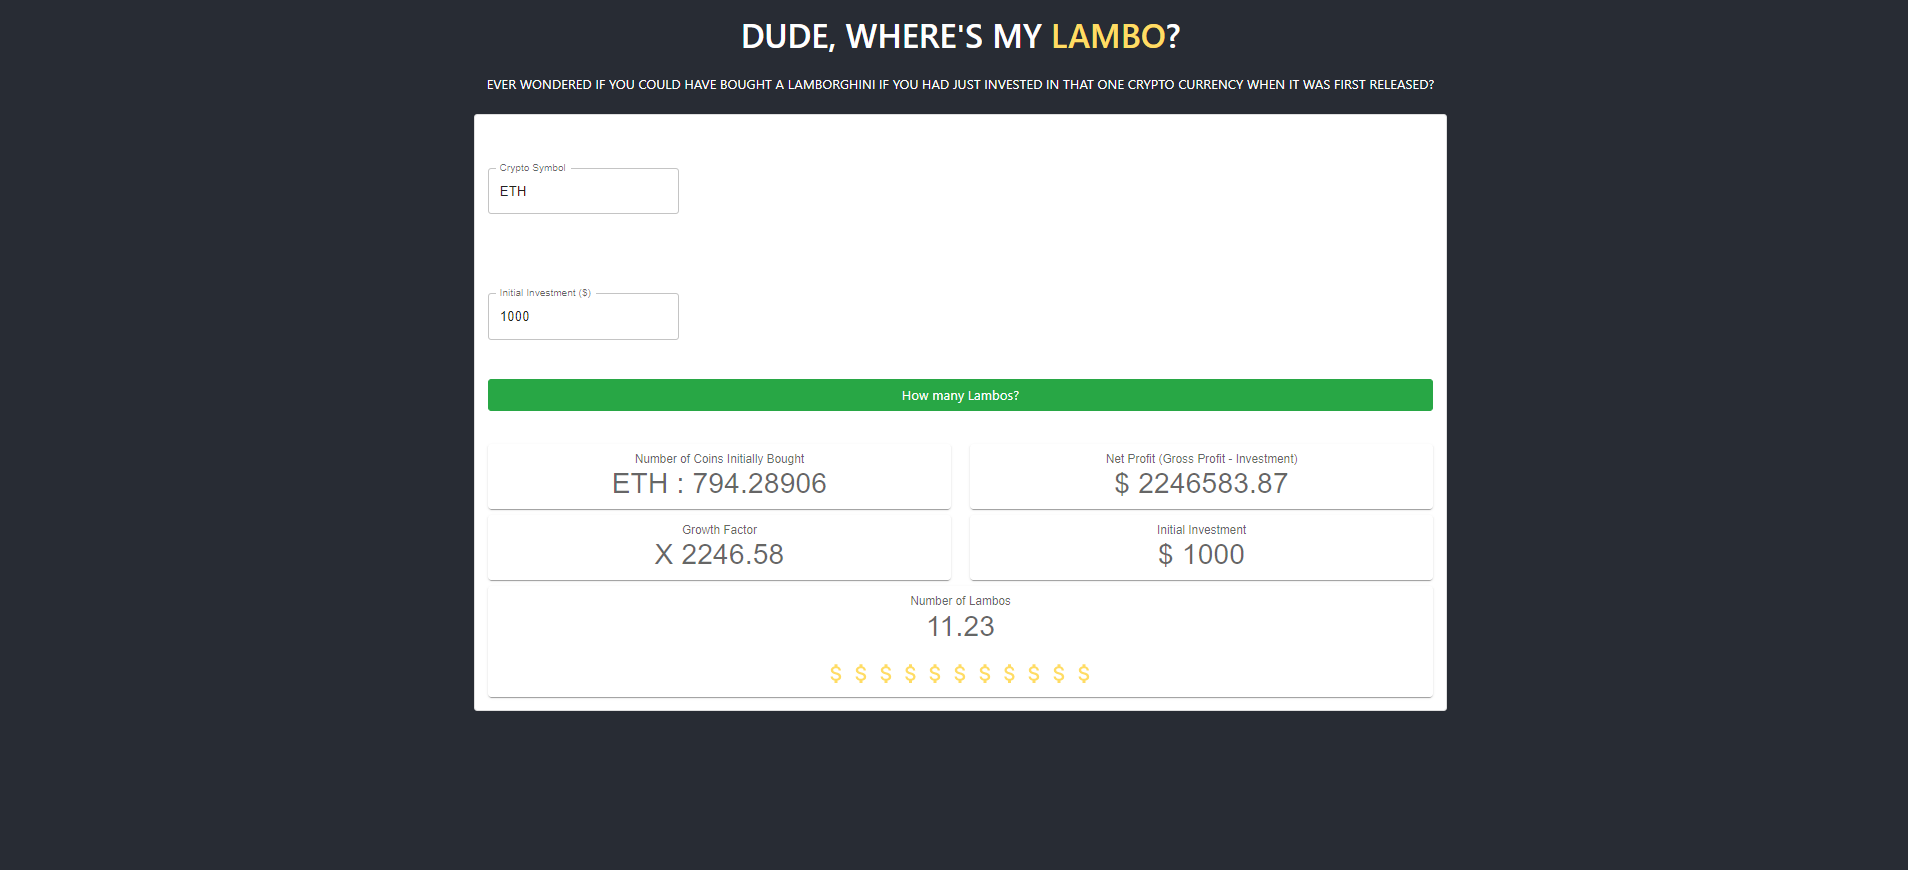 DUDE, WHERE'S MY LAMBO?
EVER WONDERED IF YOU COULD HAVE BOUGHT A LAMBORGHINI IF YOU HAD JUST INVESTED IN THAT ONE CRYPTO CURRENCY WHEN IT WAS FIRST RELEASED?
Crypto Symbol
ETH
Initial Investment ($)
1000
How many Lambos?
Number of Coins Initially Bought
ETH : 794.28906
Net Profit (Gross Profit - Investment)
$ 2246583.87
Growth Factor
X 2246.58
Initial Investment
$ 1000
Number of Lambos
11.23
$ $ $ $ $ $ $ $ $ $ $